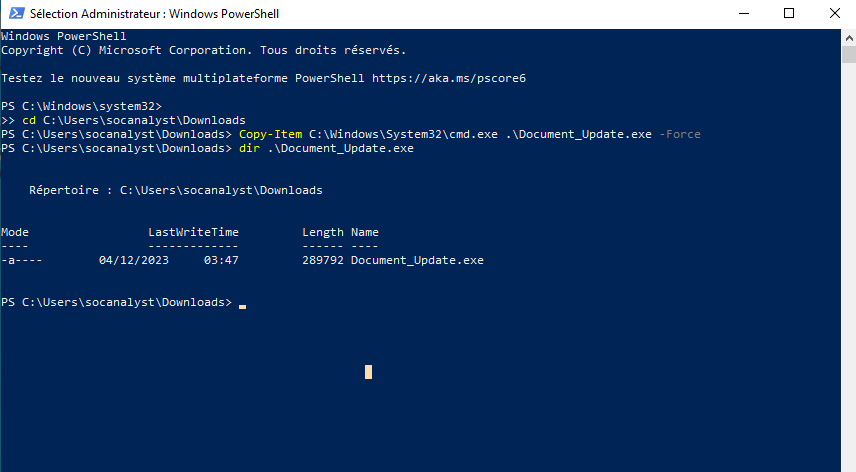 Sélection Administrateur : Windows PowerShell
Windows PowerShell
Copyright (C) Microsoft Corporation. Tous droits réservés.
Testez le nouveau système multiplateforme PowerShell https://aka.ms/pscore6
PS C:\Windows\system32>
>> cd C:\Users\socanalyst\Downloads
PS C:\Users\socanalyst\Downloads> Copy-Item C:\Windows\System32\cmd.exe .\Document_Update.exe -Force
PS C:\Users\socanalyst\Downloads> dir .\Document_Update.exe
Répertoire : C:\Users\socanalyst\Downloads
Mode LastWriteTime Length Name
---- ------------- ------ ----
-a---- 04/12/2023 03:47 289792 Document_Update.exe
PS C:\Users\socanalyst\Downloads>